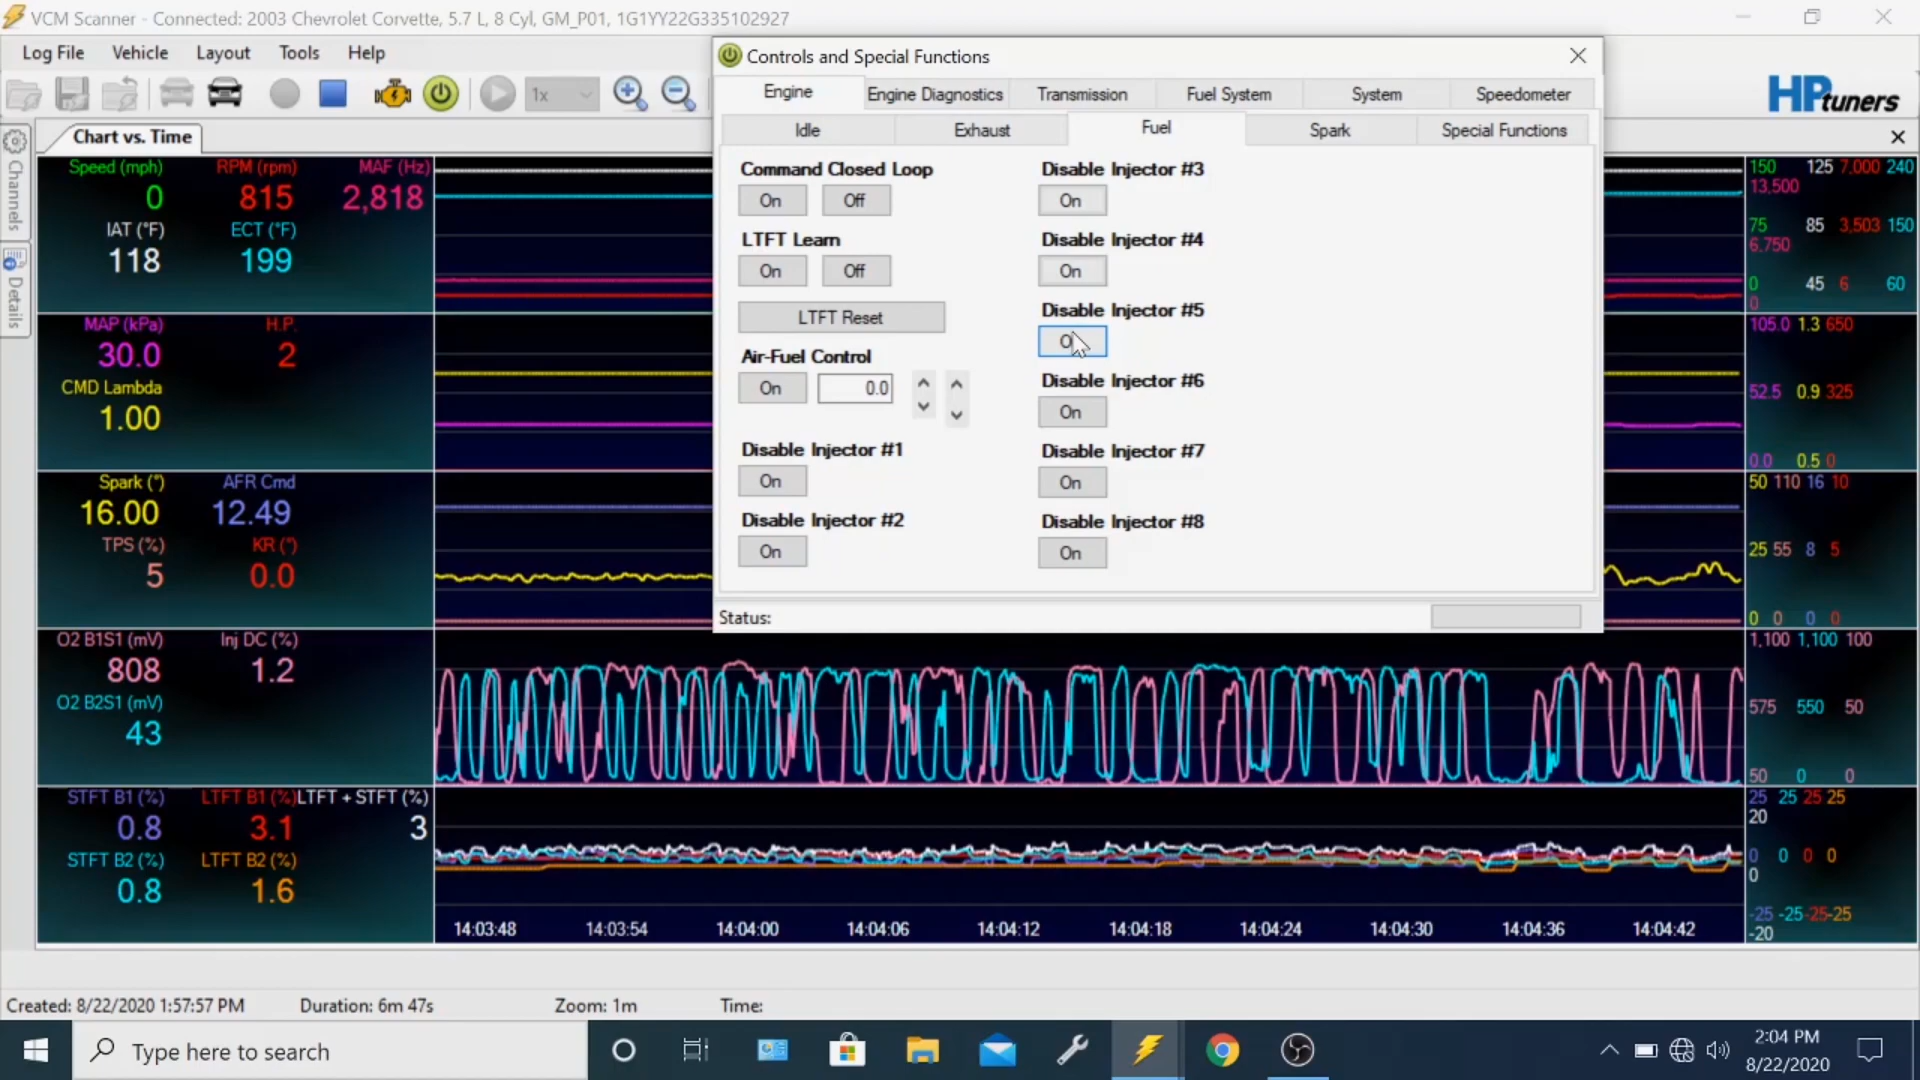 VCM Scanner - Connected: 2003 Chevrolet Corvette, 5.7 L, 8 Cyl, GM_P01, 1G1YY22G335102927
Log File Vehicle Layout Tools Help
1x
HPtuners
Channels
Details
Chart vs. Time
Speed (mph) RPM (rpm) MAF (Hz)
0 815 2,818
IAT (°F) ECT (°F)
118 199
MAP (kPa) H.P.
30.0 2
CMD Lambda
1.00
Spark (°) AFR Cmd
16.00 12.49
TPS (%) KR (°)
5 0.0
O2 B1S1 (mV) Inj DC (%)
808 1.2
O2 B2S1 (mV)
43
STFT B1 (%) LTFT B1 (%) LTFT + STFT (%)
0.8 3.1 3
STFT B2 (%) LTFT B2 (%)
0.8 1.6
Controls and Special Functions
Engine Engine Diagnostics Transmission Fuel System System Speedometer
Idle Exhaust Fuel Spark Special Functions
Command Closed Loop
On Off
LTFT Learn
On Off
LTFT Reset
Air-Fuel Control
On 0.0
Disable Injector #1
On
Disable Injector #2
On
Disable Injector #3
On
Disable Injector #4
On
Disable Injector #5
Disable Injector #6
On
Disable Injector #7
On
Disable Injector #8
On
Status:
150 125 7,000 240
13,500
75 85 3,503 150
6,750
0 45 6 60
0
105.0 1.3 650
52.5 0.9 325
0.0 0.5 0
50 110 16 10
25 55 8 5
0 0 0 0
1,100 1,100 100
575 550 50
50 0 0
25 25 25 25
20
0 0 0 0
0
-25 -25 -25 -25
-20
14:03:48 14:03:54 14:04:00 14:04:06 14:04:12 14:04:18 14:04:24 14:04:30 14:04:36 14:04:42
Created: 8/22/2020 1:57:57 PM Duration: 6m 47s Zoom: 1m Time:
Type here to search
2:04 PM
8/22/2020